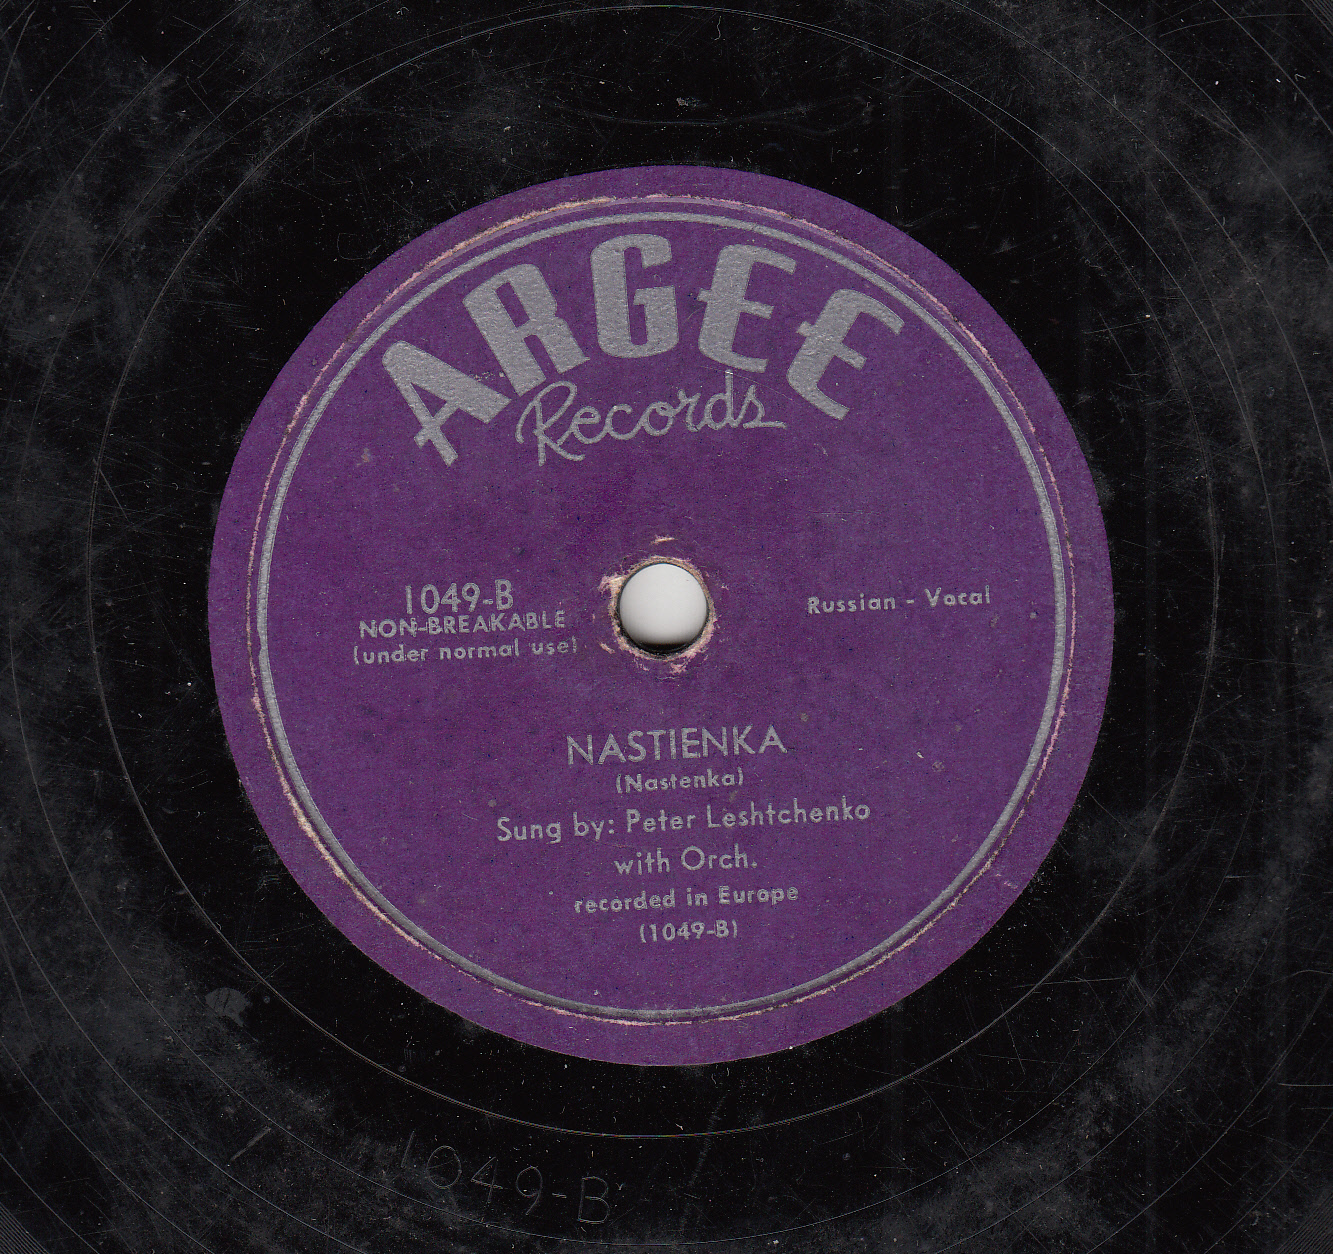 ARGEE
Records
1049-B
NON-BREAKABLE
(under normal use)
Russian - Vocal
NASTIENKA
(Nastenka)
Sung by: Peter Leshtchenko
with Orch.
recorded in Europe
(1049-B)
1049-B